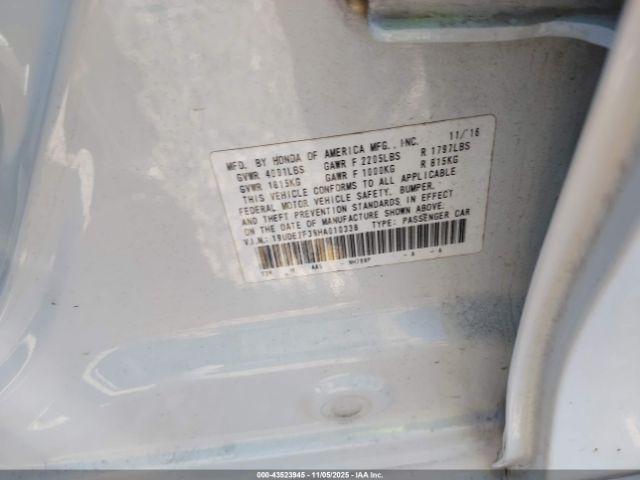 MFD. BY HONDA OF AMERICA MFG., INC. 11/'16
GVWR 4001LBS GAWR F 2205LBS R 1797LBS
GVWR 1815KG GAWR F 1000KG R 815KG
THIS VEHICLE CONFORMS TO ALL APPLICABLE
FEDERAL MOTOR VEHICLE SAFETY, BUMPER,
AND THEFT PREVENTION STANDARDS IN EFFECT
ON THE DATE OF MANUFACTURE SHOWN ABOVE.
V.I.N.: 19UDE2F39HA010338 TYPE: PASSENGER CAR
000-43523945 - 11/05/2025 - IAA Inc.